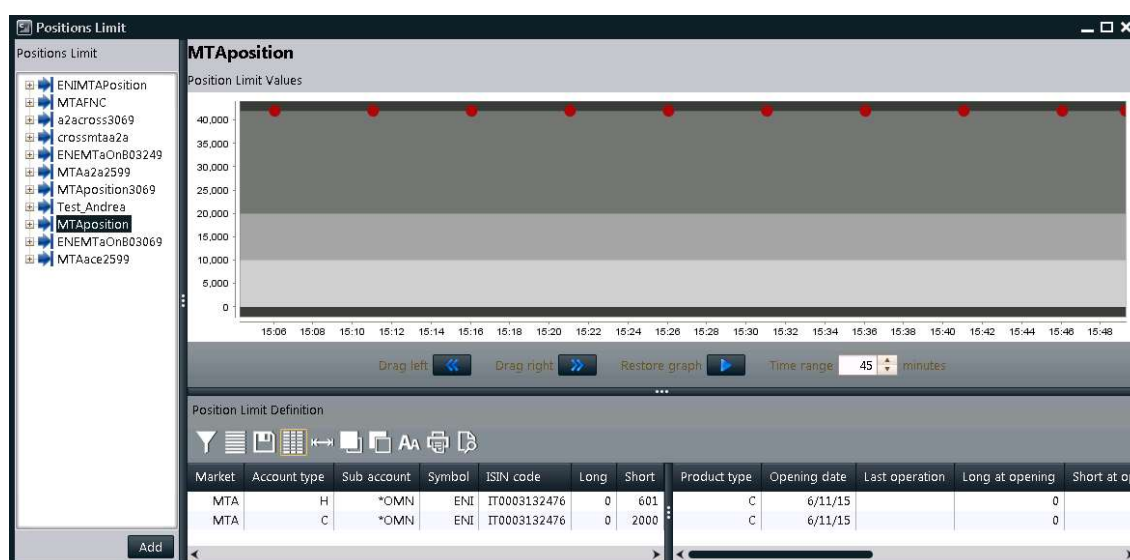 Positions Limit
Positions Limit
ENIMTAPosition
MTAFNC
a2across3069
crossmtaa2a
ENEMTaOnB03249
MTAa2a2599
MTAposition3069
Test_Andrea
MTAposition
ENEMTaOnB03069
MTAace2599
Add
MTAposition
Position Limit Values
40,000
35,000
30,000
25,000
20,000
15,000
10,000
5,000
0
15:06 15:08 15:10 15:12 15:14 15:16 15:18 15:20 15:22 15:24 15:26 15:28 15:30 15:32 15:34 15:36 15:38 15:40 15:42 15:44 15:46 15:48
Drag left Drag right Restore graph Time range 45 minutes
Position Limit Definition
AA
Market Account type Sub account Symbol ISIN code Long Short Product type Opening date Last operation Long at opening Short at op
MTA H *OMN ENI IT0003132476 0 601 C 6/11/15 0
MTA C *OMN ENI IT0003132476 0 2000 C 6/11/15 0